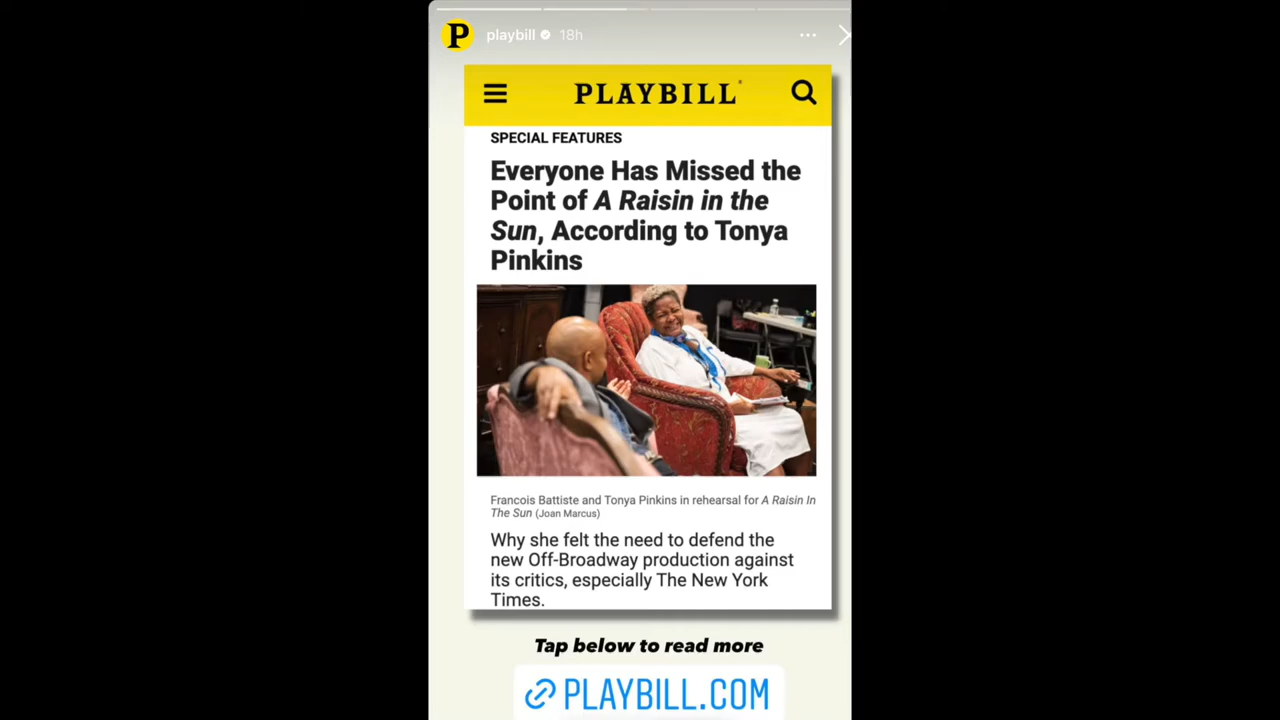 P
playbill 18h
PLAYBILL
SPECIAL FEATURES
Everyone Has Missed the
Point of A Raisin in the
Sun, According to Tonya
Pinkins
Francois Battiste and Tonya Pinkins in rehearsal for A Raisin In
The Sun (Joan Marcus)
Why she felt the need to defend the
new Off-Broadway production against
its critics, especially The New York
Times.
Tap below to read more
PLAYBILL.COM